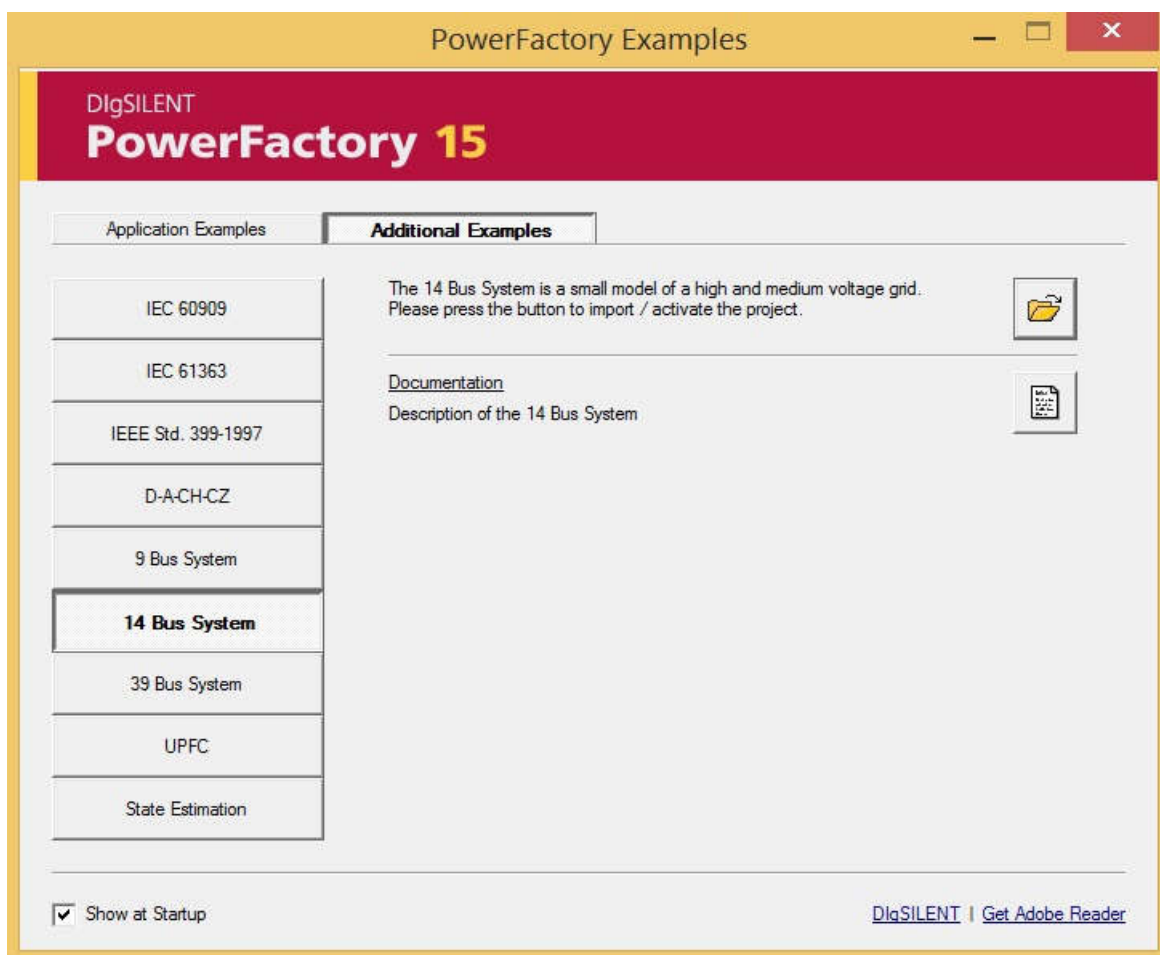 PowerFactory Examples
DIgSILENT
PowerFactory 15
Application Examples
Additional Examples
IEC 60909
IEC 61363
IEEE Std. 399-1997
D-A-CH-CZ
9 Bus System
14 Bus System
39 Bus System
UPFC
State Estimation
The 14 Bus System is a small model of a high and medium voltage grid.
Please press the button to import / activate the project.
Documentation
Description of the 14 Bus System
Show at Startup
DIgSILENT | Get Adobe Reader